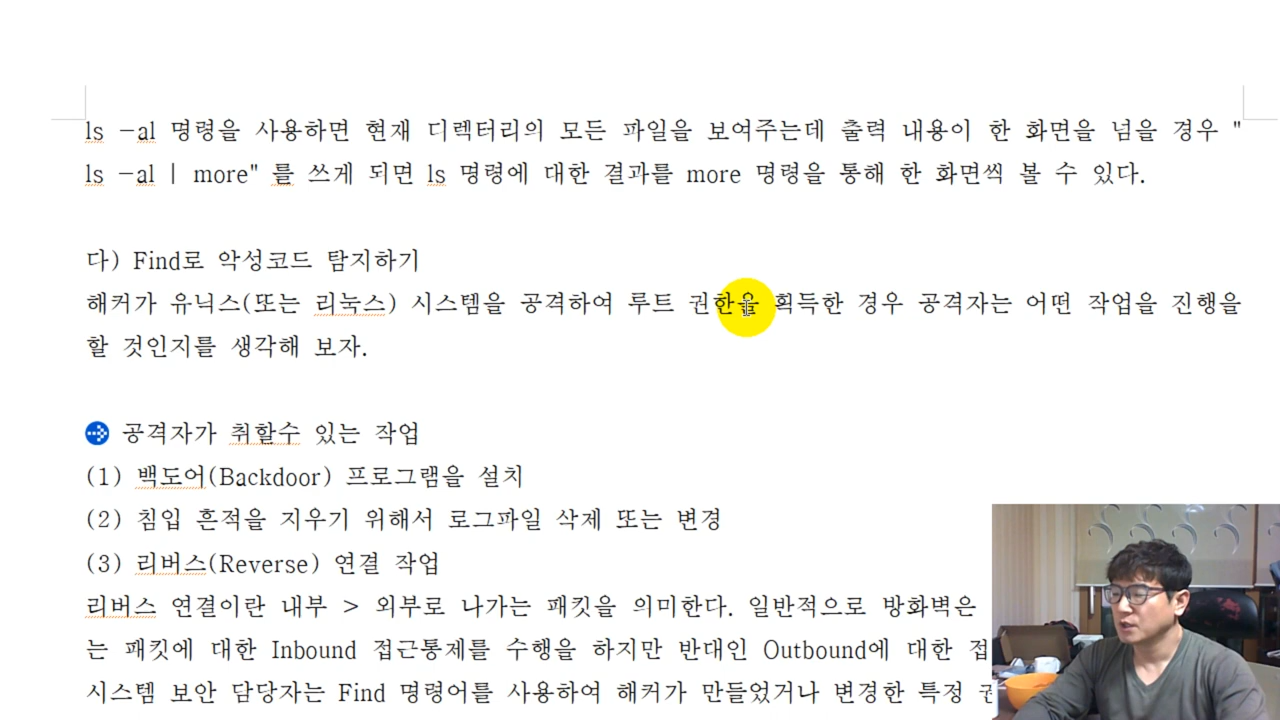 ls -al 명령을 사용하면 현재 디렉터리의 모든 파일을 보여주는데 출력 내용이 한 화면을 넘을 경우 "
ls -al | more" 를 쓰게 되면 ls 명령에 대한 결과를 more 명령을 통해 한 화면씩 볼 수 있다.
다) Find로 악성코드 탐지하기
해커가 유닉스(또는 리눅스) 시스템을 공격하여 루트 권한을 획득한 경우 공격자는 어떤 작업을 진행을
할 것인지를 생각해 보자.
공격자가 취할수 있는 작업
(1) 백도어(Backdoor) 프로그램을 설치
(2) 침입 흔적을 지우기 위해서 로그파일 삭제 또는 변경
(3) 리버스(Reverse) 연결 작업
리버스 연결이란 내부 > 외부로 나가는 패킷을 의미한다. 일반적으로 방화벽은
는 패킷에 대한 Inbound 접근통제를 수행을 하지만 반대인 Outbound에 대한 접
시스템 보안 담당자는 Find 명령어를 사용하여 해커가 만들었거나 변경한 특정